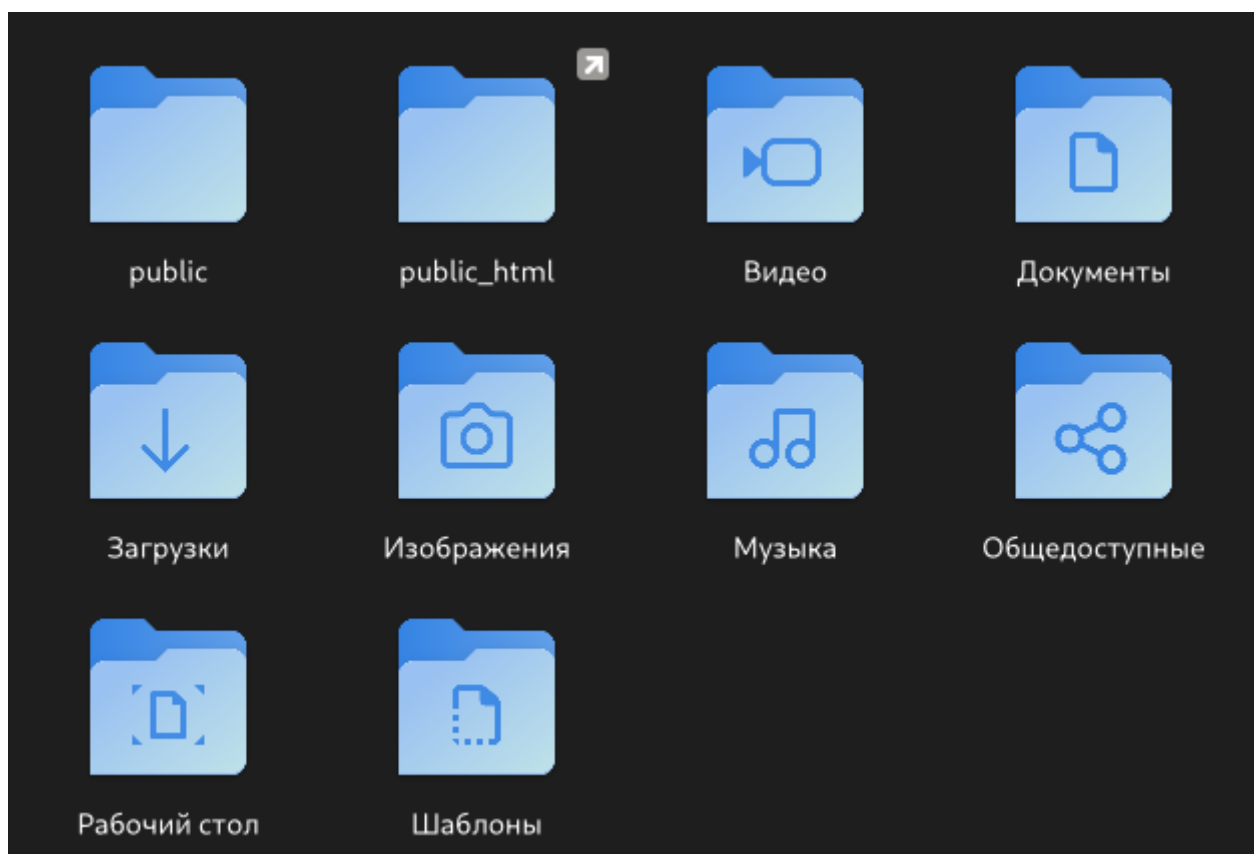 public
public_html
Видео
Документы
Загрузки
Изображения
Музыка
Общедоступные
Рабочий стол
Шаблоны